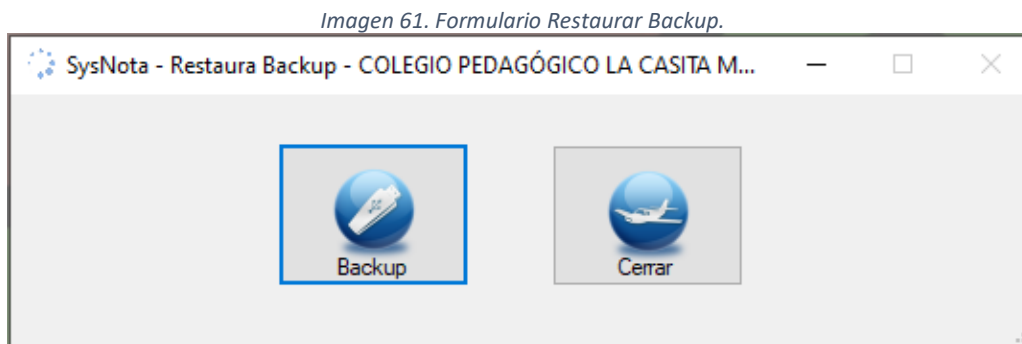 Imagen 61. Formulario Restaurar Backup.
SysNota - Restaura Backup - COLEGIO PEDAGÓGICO LA CASITA M...
Backup
Cerrar